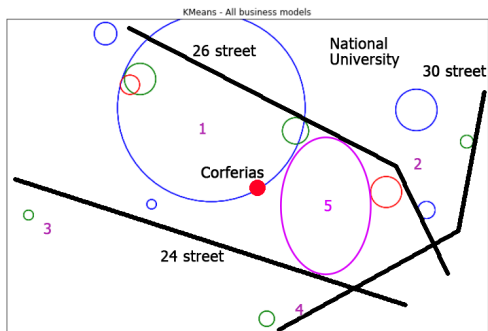 KMeans - All business models
26 street
National
University
30 street
1
2
Corferias
5
3
24 street
4